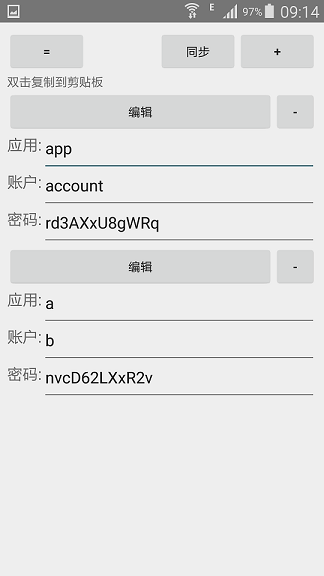 E 97% 09:14
= 同步 +
双击复制到剪贴板
编辑 -
应用: app
账户: account
密码: rd3AXxU8gWRq
编辑 -
应用: a
账户: b
密码: nvcD62LXxR2v